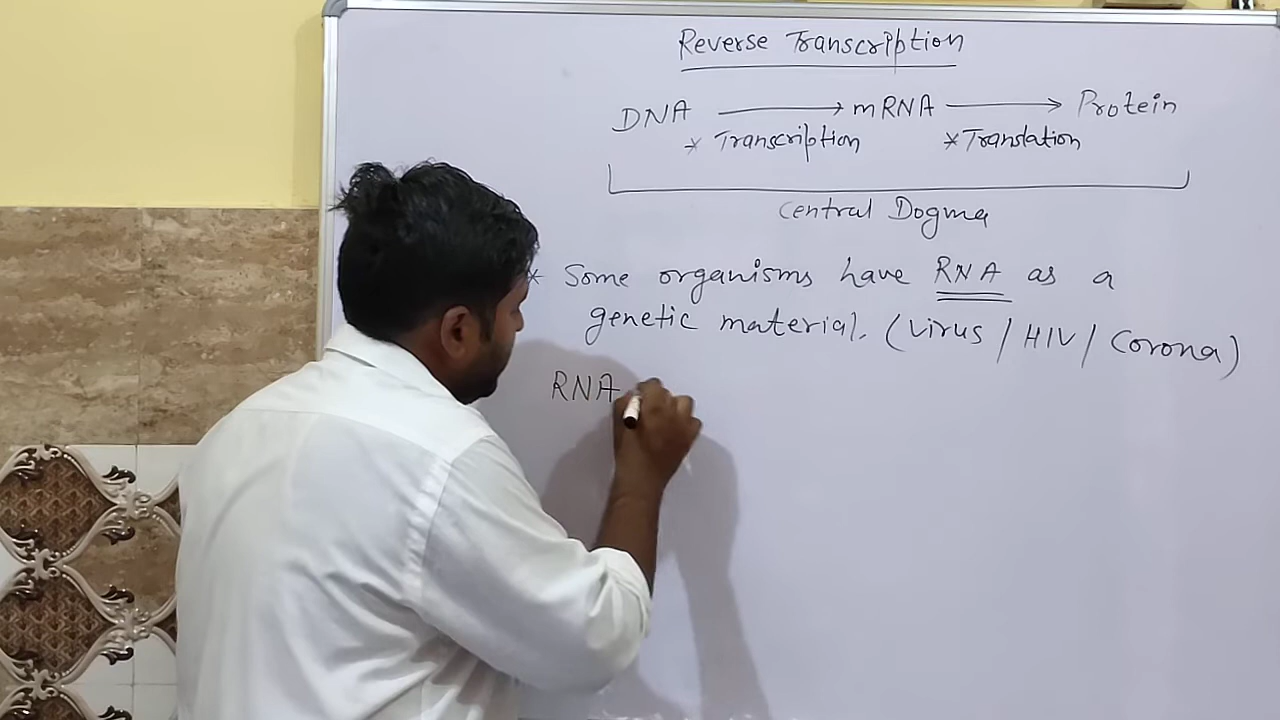 Reverse Transcription
DNA → mRNA → Protein
* Transcription * Translation
Central Dogma
* Some organisms have RNA as a
genetic material. (Virus / HIV / Corona)
RNA